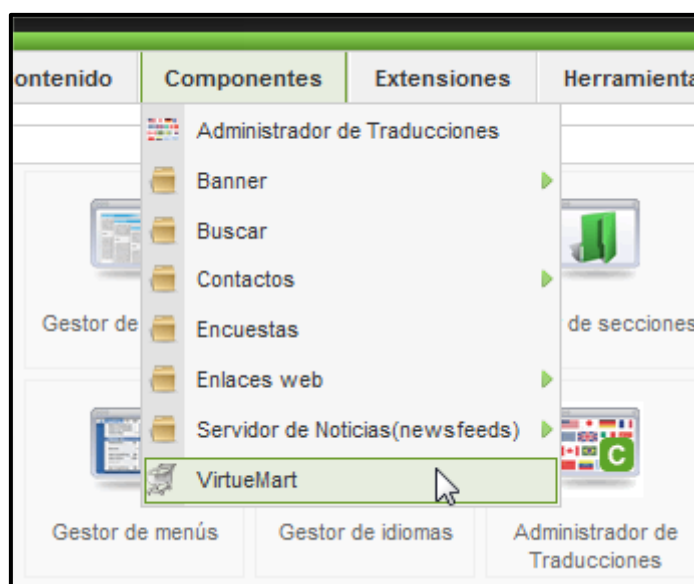 ontenido Componentes Extensiones Herramienta
Administrador de Traducciones
Banner
Buscar
Contactos
Gestor de de secciones
Encuestas
Enlaces web
Servidor de Noticias(newsfeeds)
C
VirtueMart
Gestor de menús Gestor de idiomas Administrador de
Traducciones